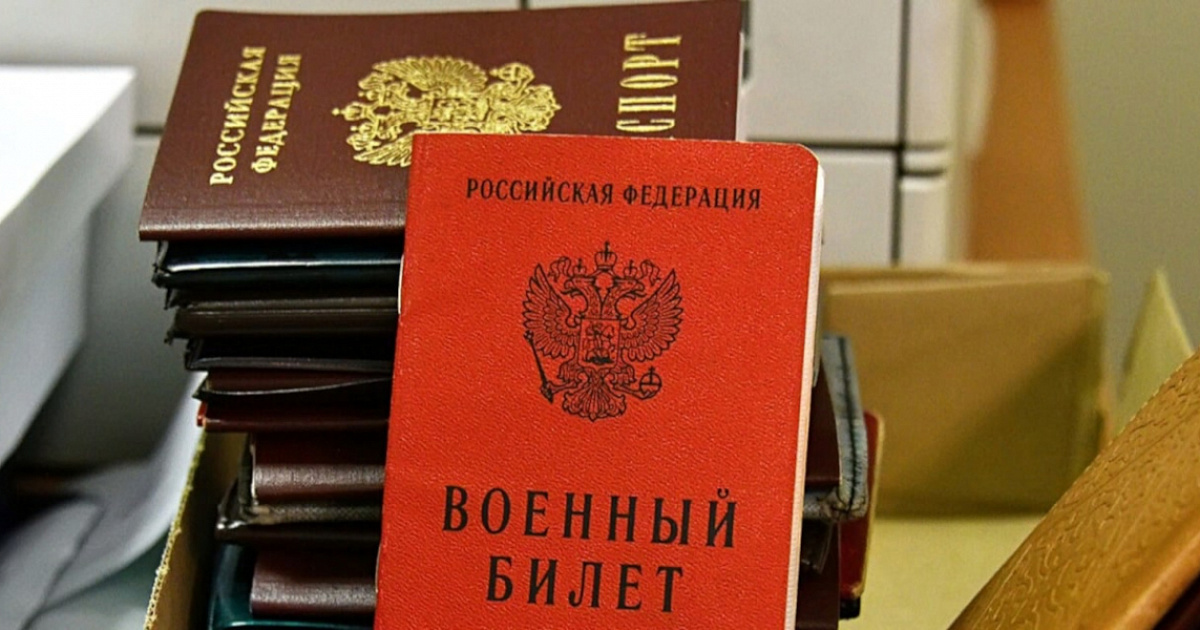 РОССИЙСКАЯ
ФЕДЕРАЦИЯ
СПОРТ
РОССИЙСКАЯ ФЕДЕРАЦИЯ
ВОЕННЫЙ
БИЛЕТ